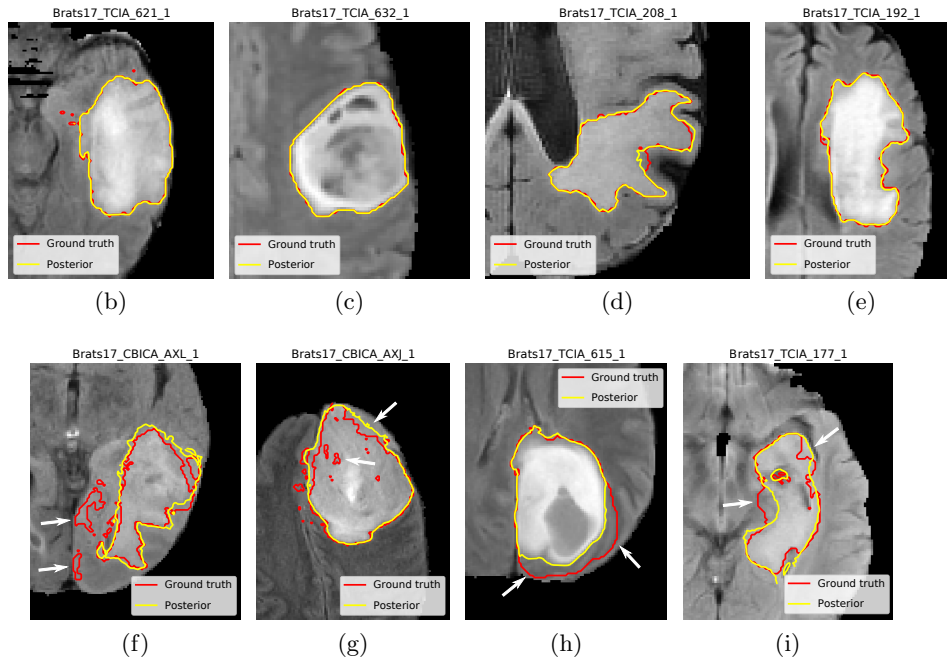 Brats17_TCIA_621_1
Brats17_TCIA_632_1
Brats17_TCIA_208_1
Brats17_TCIA_192_1
Ground truth
Posterior
Ground truth
Posterior
Ground truth
Posterior
Ground truth
Posterior
(b)
(c)
(d)
(e)
Brats17_CBICA_AXL_1
Brats17_CBICA_AXJ_1
Brats17_TCIA_615_1
Brats17_TCIA_177_1
Ground truth
Posterior
Ground truth
Posterior
Ground truth
Posterior
Ground truth
Posterior
(f)
(g)
(h)
(i)